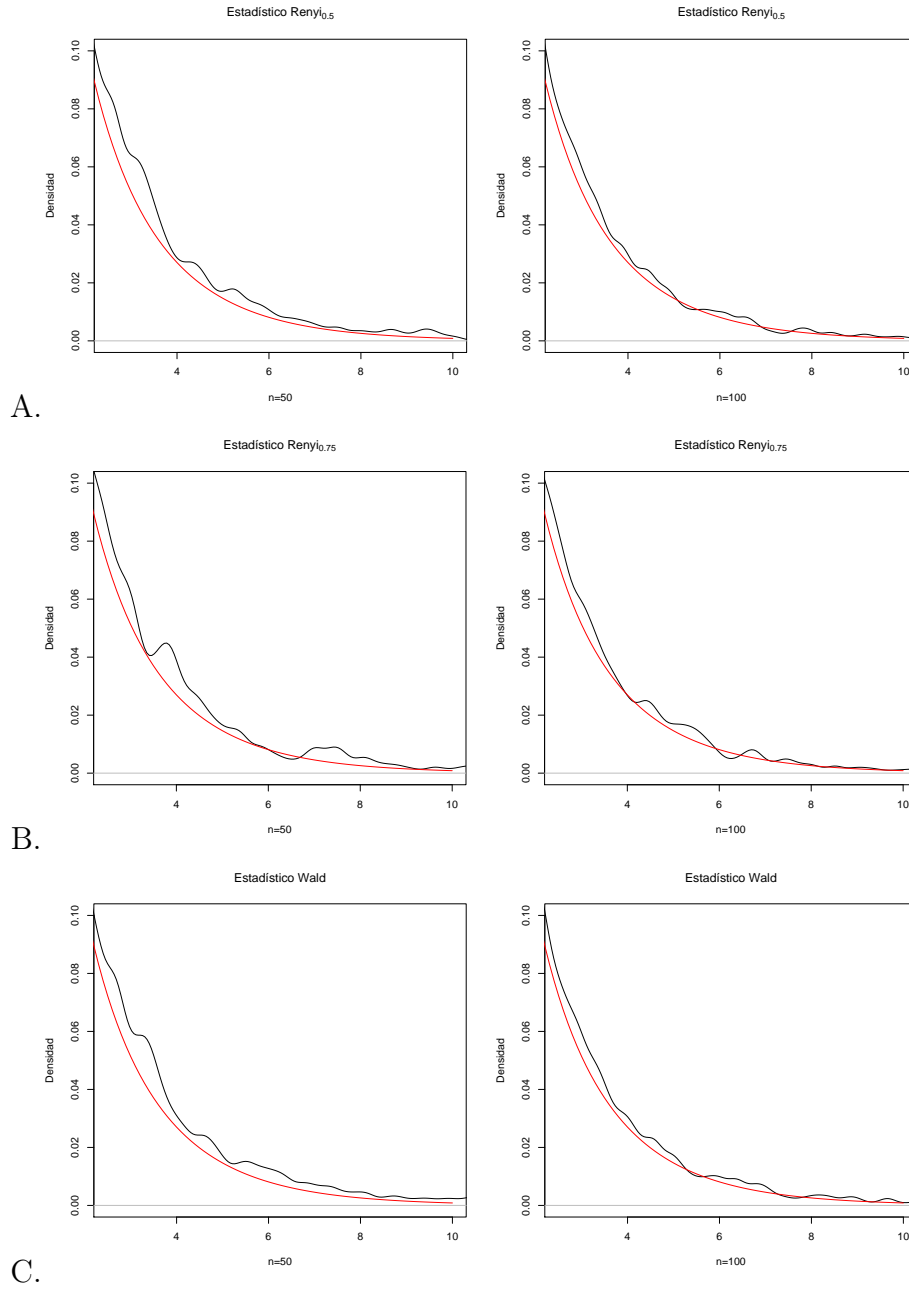 Estadístico Renyi0.5
Densidad
0.00 0.02 0.04 0.06 0.08 0.10
4 6 8 10
n=50
Estadístico Renyi0.5
Densidad
0.00 0.02 0.04 0.06 0.08 0.10
4 6 8 10
n=100
A.
Estadístico Renyi0.75
Densidad
0.00 0.02 0.04 0.06 0.08 0.10
4 6 8 10
n=50
Estadístico Renyi0.75
Densidad
0.00 0.02 0.04 0.06 0.08 0.10
4 6 8 10
n=100
B.
Estadístico Wald
Densidad
0.00 0.02 0.04 0.06 0.08 0.10
4 6 8 10
n=50
Estadístico Wald
Densidad
0.00 0.02 0.04 0.06 0.08 0.10
4 6 8 10
n=100
C.